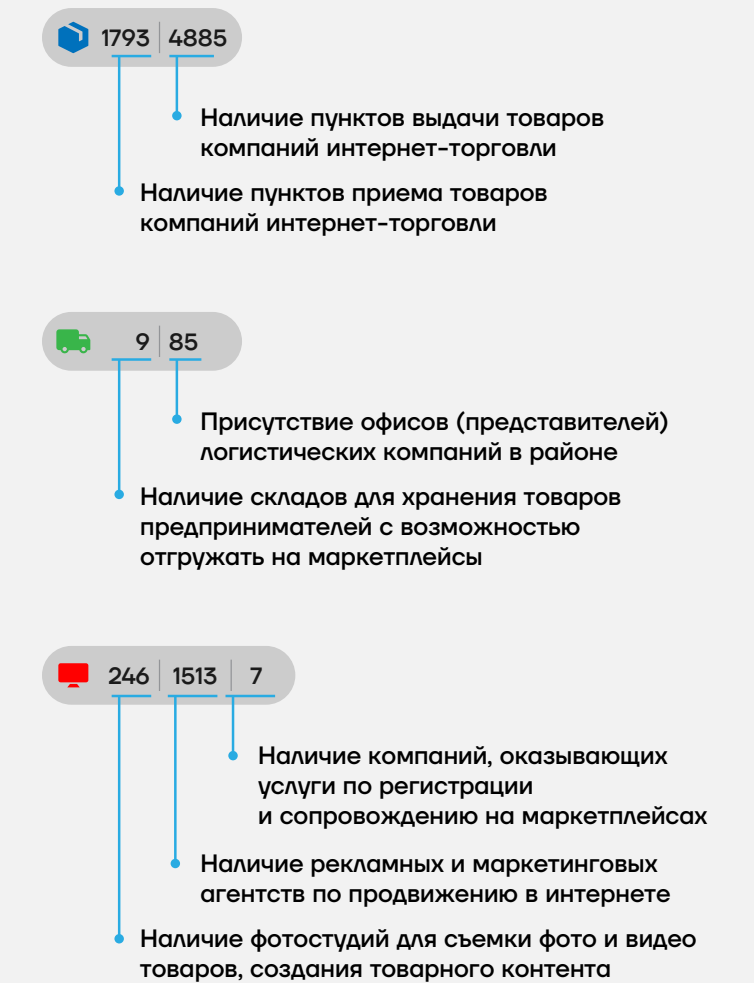 1793 4885
Наличие пунктов выдачи товаров
компаний интернет-торговли
Наличие пунктов приема товаров
компаний интернет-торговли
9 85
Присутствие офисов (представителей)
логистических компаний в районе
Наличие складов для хранения товаров
предпринимателей с возможностью
отгружать на маркетплейсы
246 1513 7
Наличие компаний, оказывающих
услуги по регистрации
и сопровождению на маркетплейсах
Наличие рекламных и маркетинговых
агентств по продвижению в интернете
Наличие фотостудий для съемки фото и видео
товаров, создания товарного контента